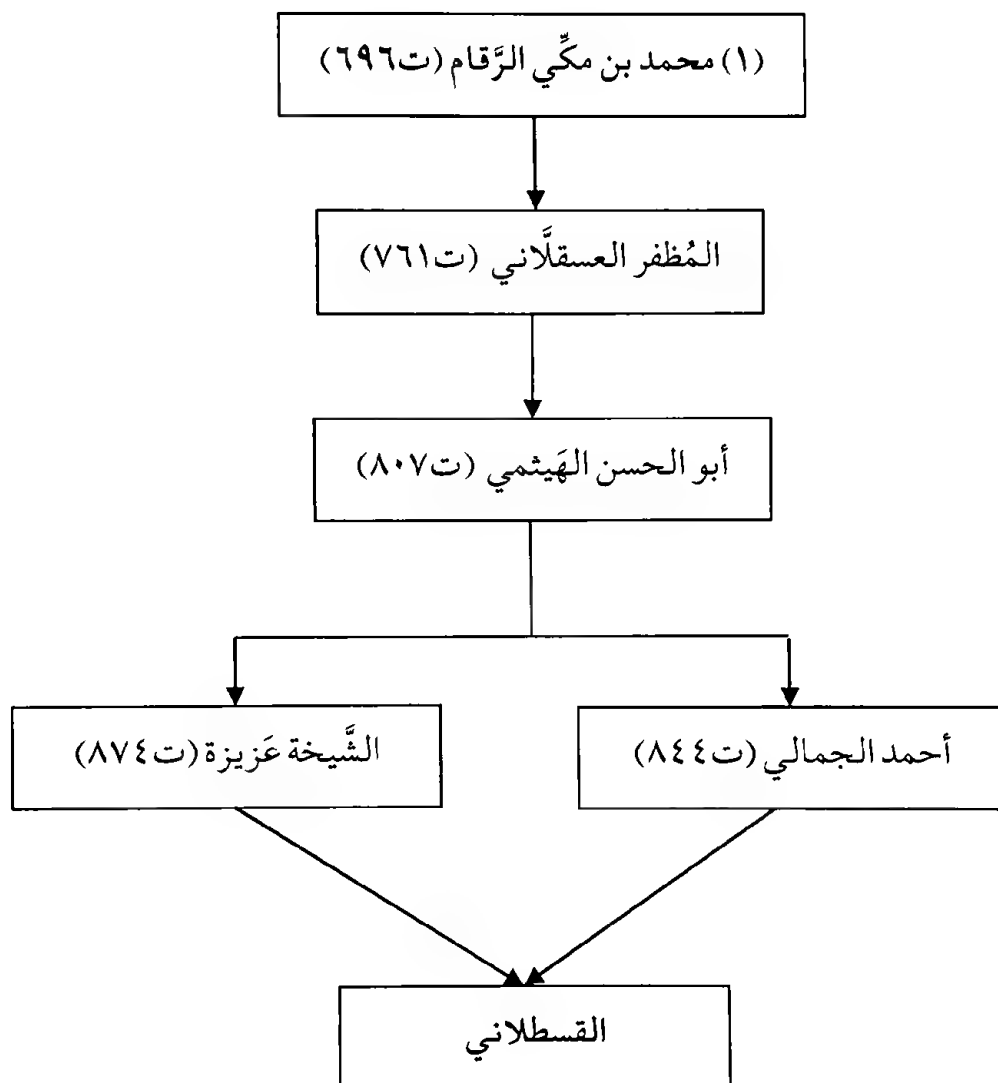 (١) محمد بن مكِّي الرَّقام (ت٦٩٦)
المُظفر العسقلَّاني (ت٧٦١)
أبو الحسن الهَيثمي (ت٨٠٧)
أحمد الجمالي (ت٨٤٤)
الشَّيخة عَزيزة (ت٨٧٤)
القسطلاني